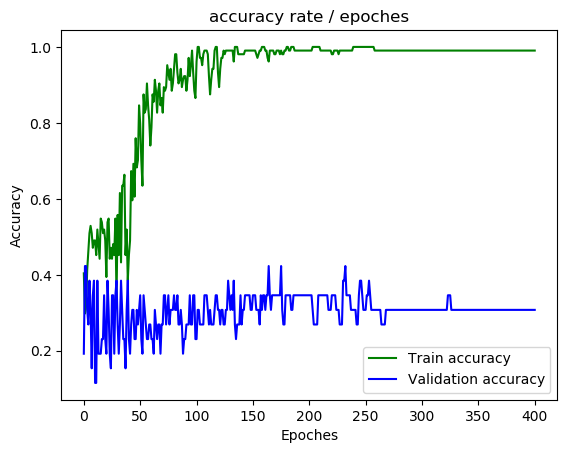 accuracy rate / epoches
Accuracy
1.0
0.8
0.6
0.4
0.2
0 50 100 150 200 250 300 350 400
Epoches
Train accuracy
Validation accuracy